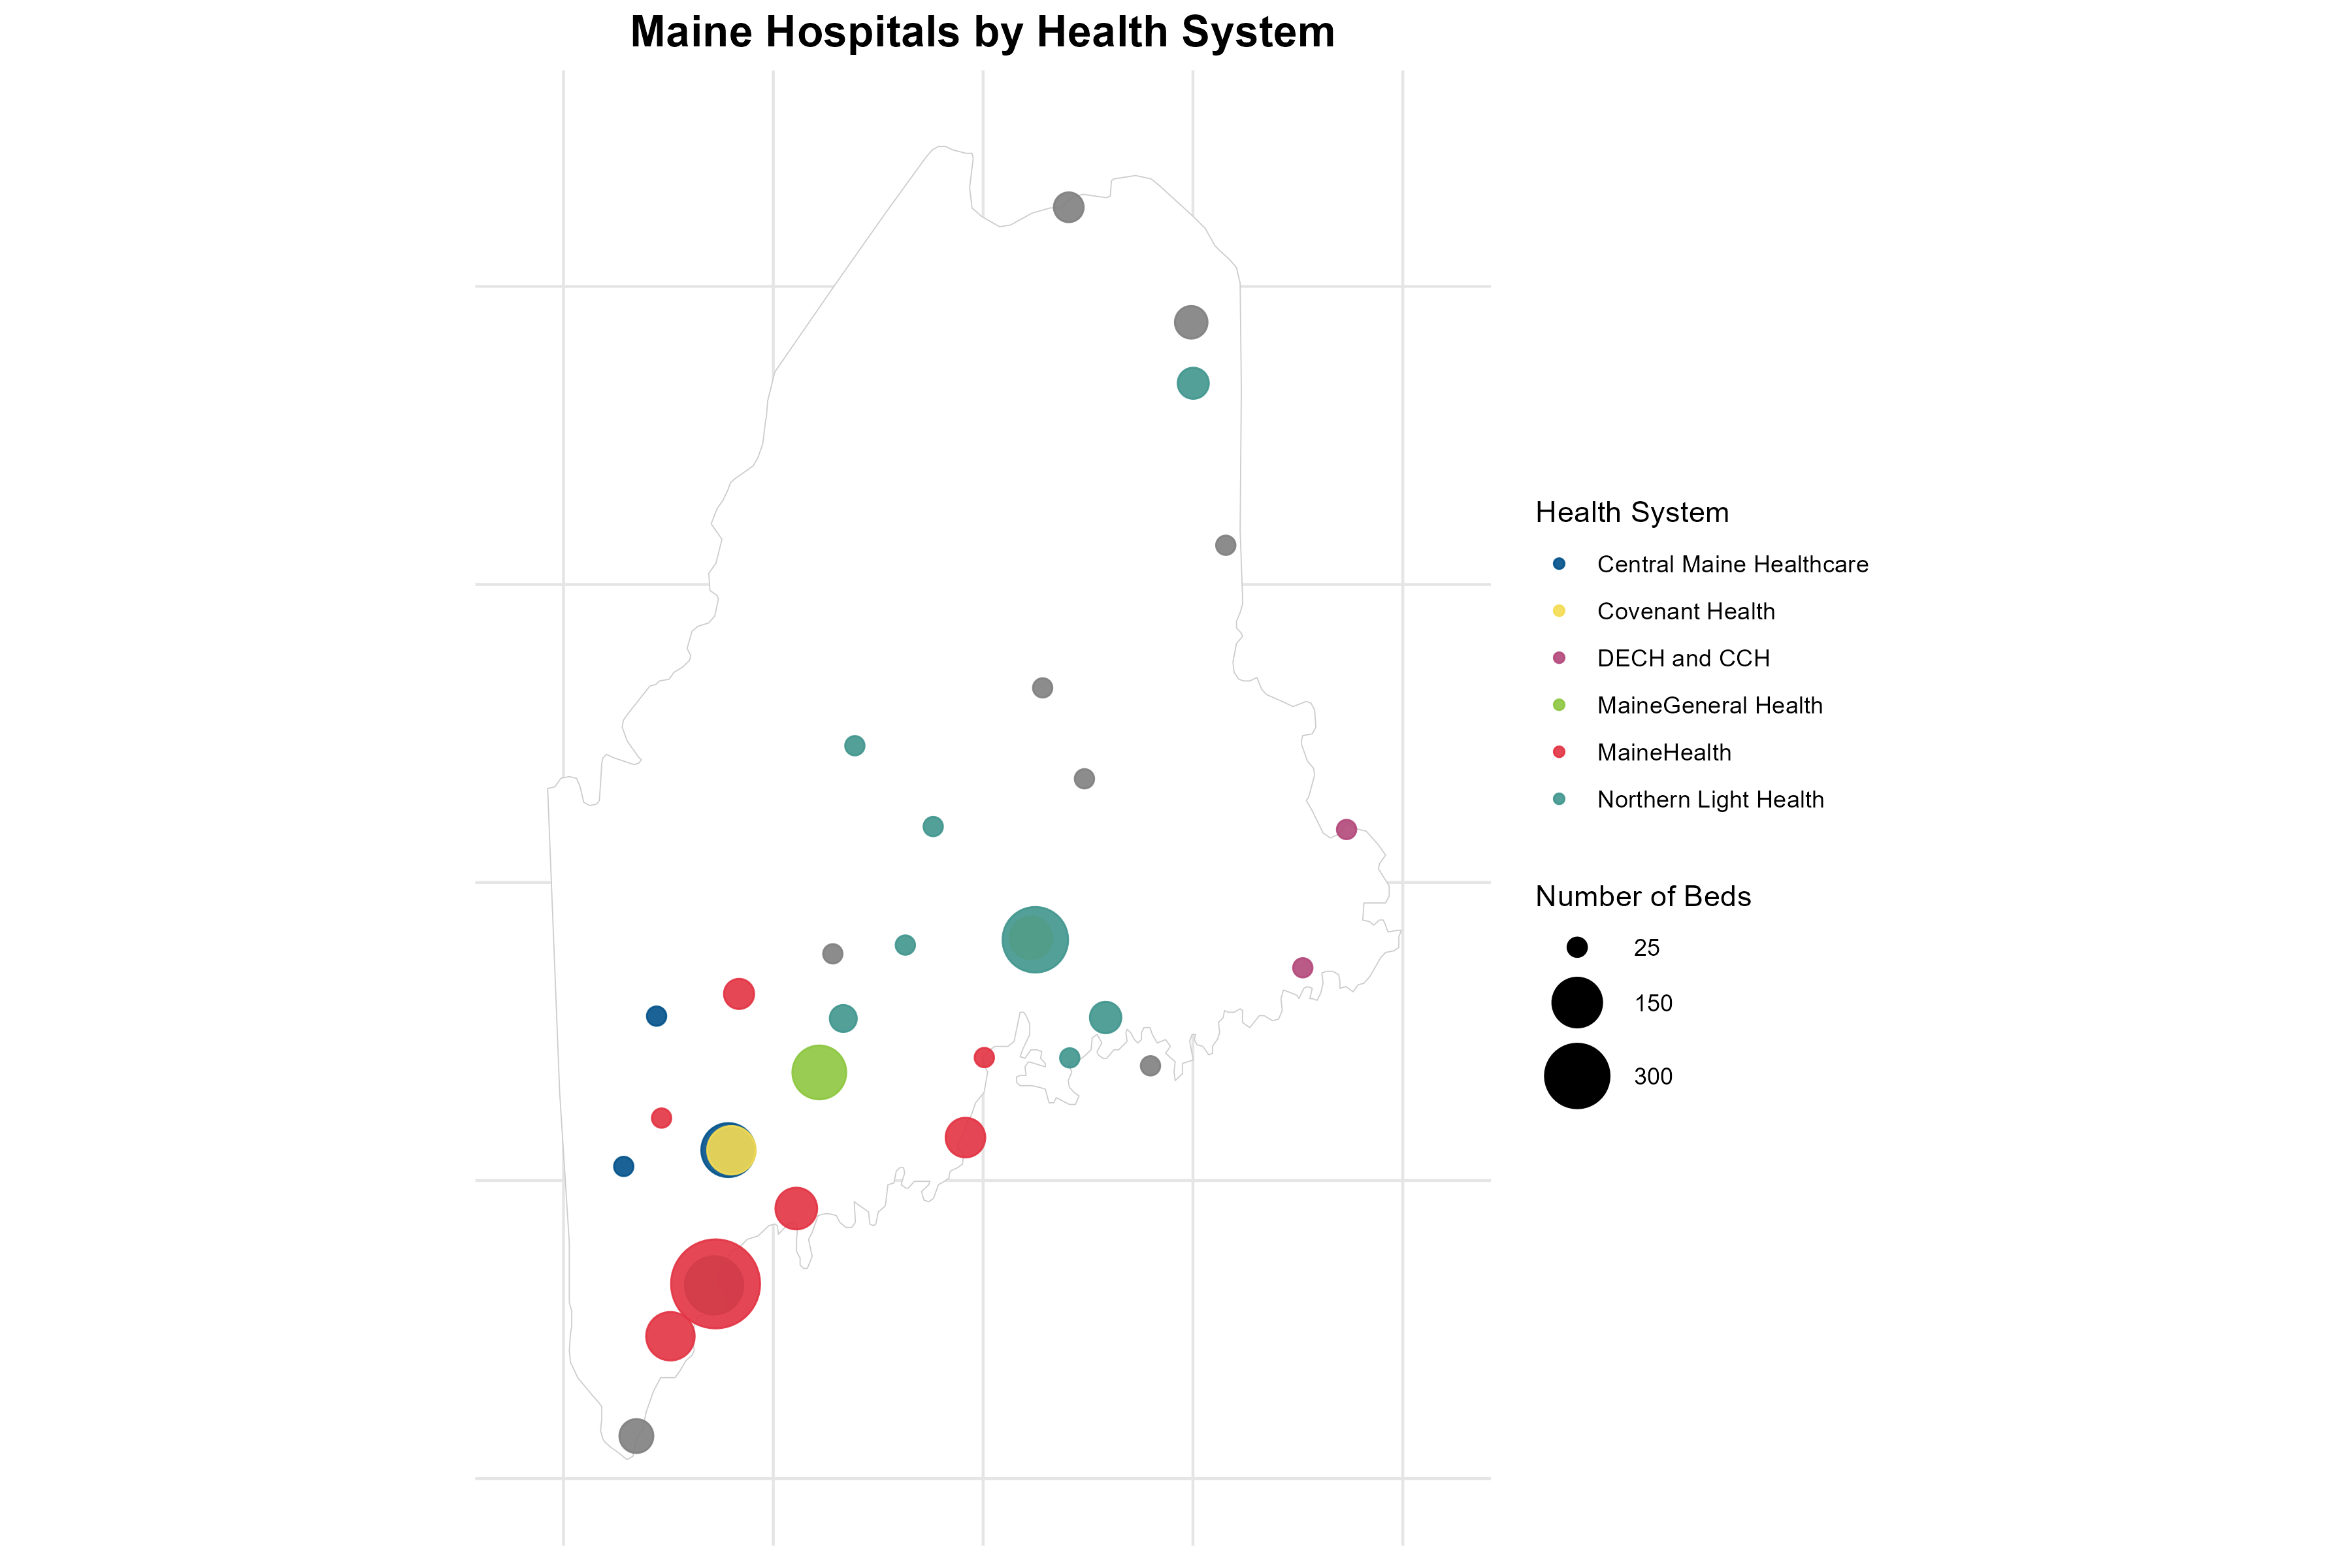 Maine Hospitals by Health System
Health System
Central Maine Healthcare
Covenant Health
DECH and CCH
MaineGeneral Health
MaineHealth
Northern Light Health
Number of Beds
25
150
300